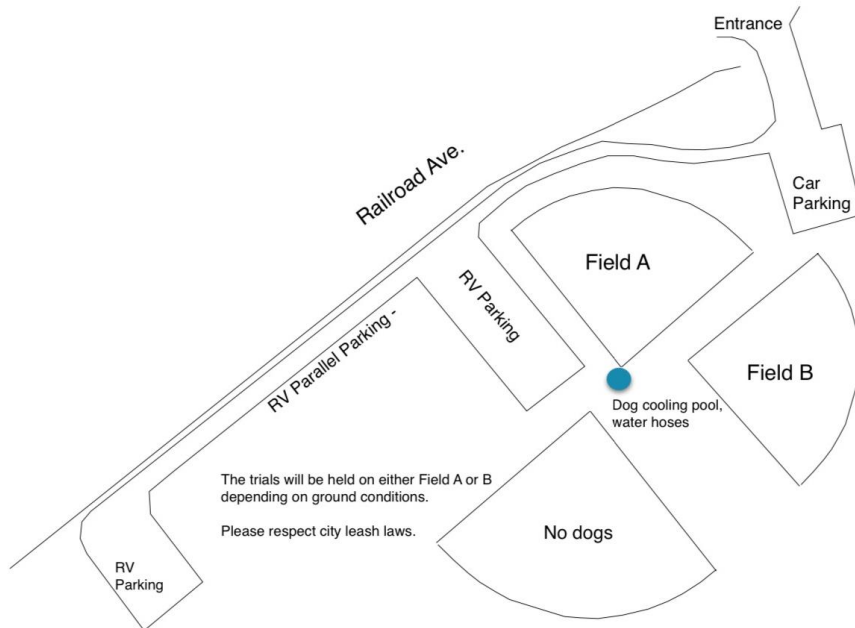 Entrance
Railroad Ave.
Car
Parking
Field A
RV Parking
RV Parallel Parking -
Field B
Dog cooling pool,
water hoses
The trials will be held on either Field A or B
depending on ground conditions.
Please respect city leash laws.
No dogs
RV
Parking